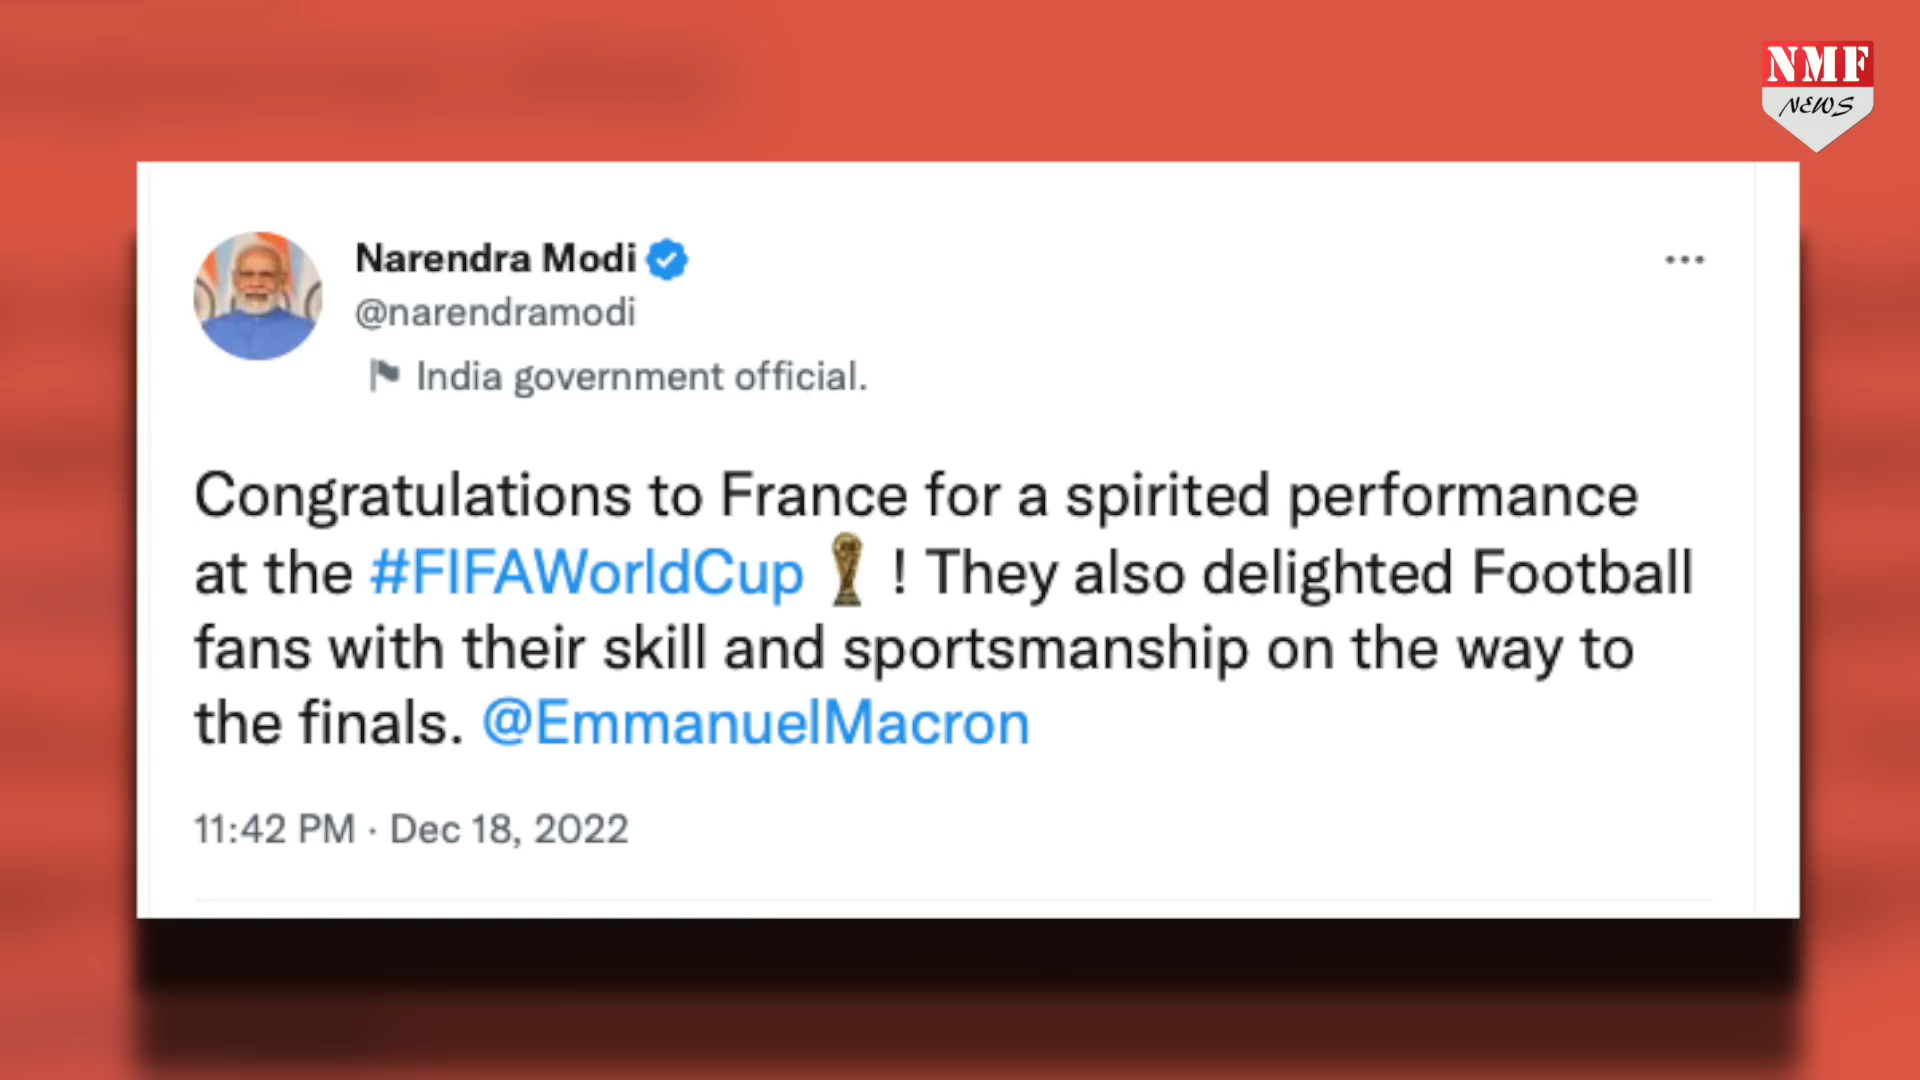 NMF
NEWS
Narendra Modi
@narendramodi
India government official.
Congratulations to France for a spirited performance
at the #FIFAWorldCup 🏆 ! They also delighted Football
fans with their skill and sportsmanship on the way to
the finals. @EmmanuelMacron
11:42 PM · Dec 18, 2022